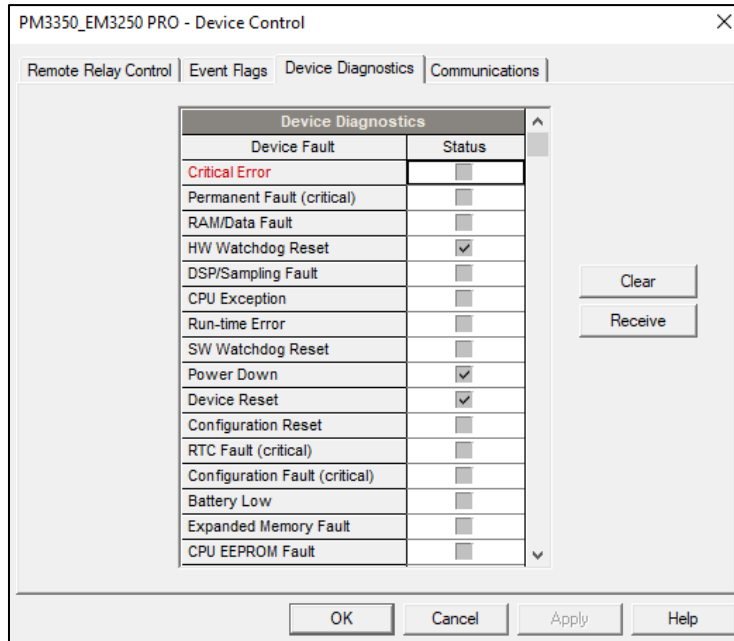 PM3350_EM3250 PRO - Device Control
Remote Relay Control Event Flags Device Diagnostics Communications
Device Diagnostics
Device Fault Status
Critical Error
Permanent Fault (critical)
RAM/Data Fault
HW Watchdog Reset
DSP/Sampling Fault
CPU Exception
Run-time Error
SW Watchdog Reset
Power Down
Device Reset
Configuration Reset
RTC Fault (critical)
Configuration Fault (critical)
Battery Low
Expanded Memory Fault
CPU EEPROM Fault
Clear
Receive
OK Cancel Apply Help